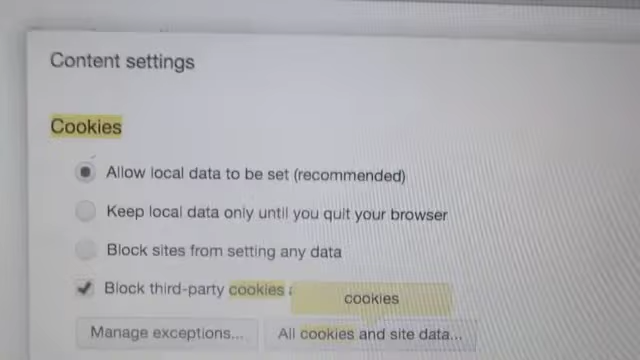 Content settings
Cookies
Allow local data to be set (recommended)
Keep local data only until you quit your browser
Block sites from setting any data
Block third-party cookies
cookies
Manage exceptions...
All cookies and site data...